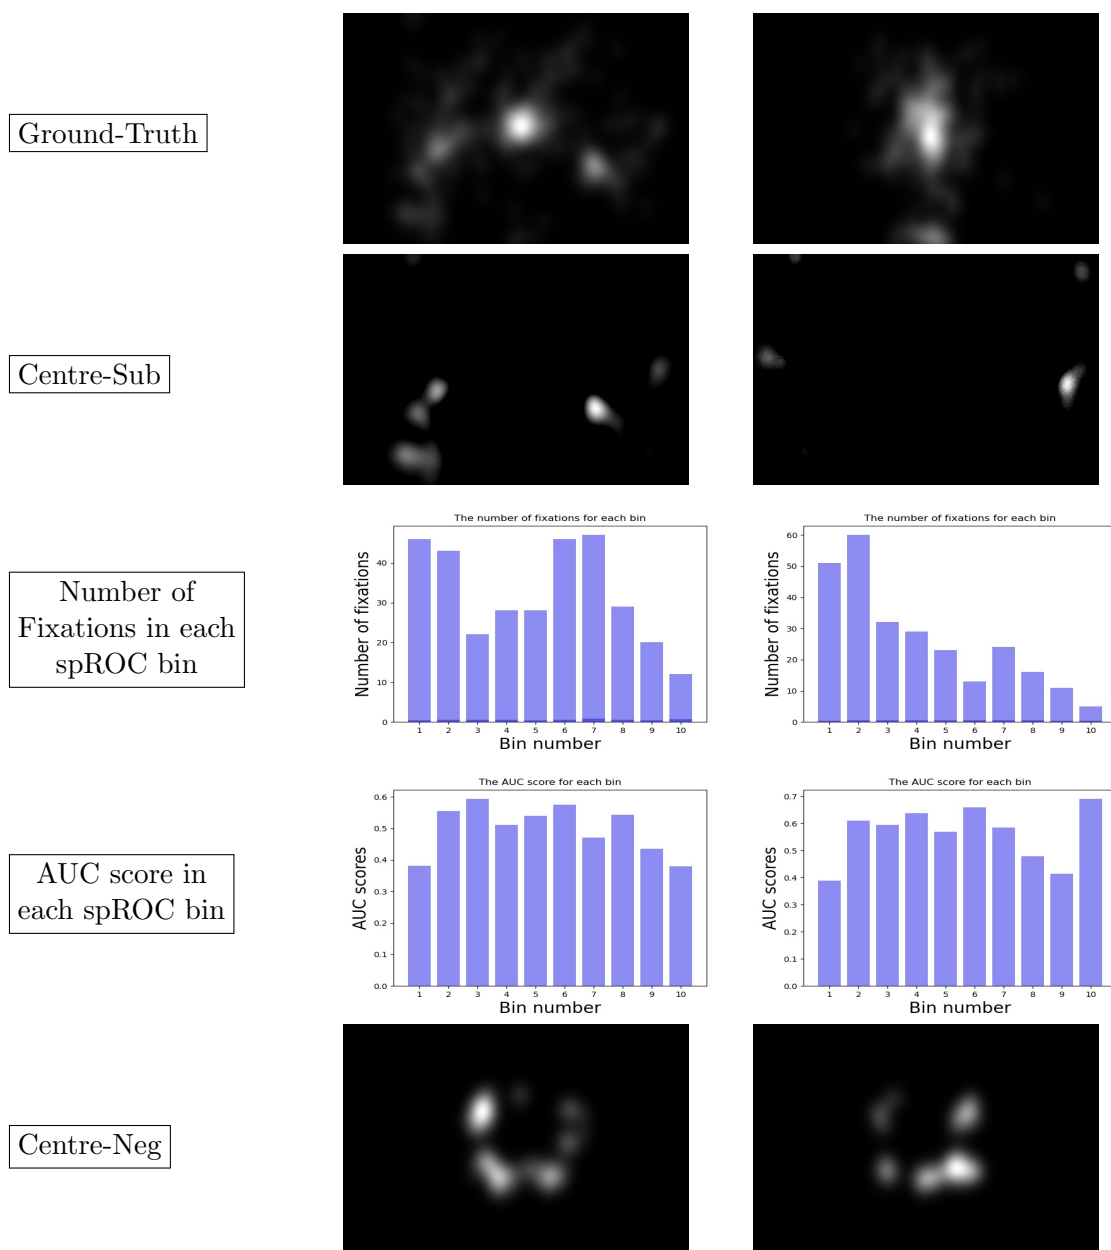 Ground-Truth
Centre-Sub
Number of
Fixations in each
spROC bin
The number of fixations for each bin
Number of fixations
40
30
20
10
0
1 2 3 4 5 6 7 8 9 10
Bin number
The number of fixations for each bin
Number of fixations
60
50
40
30
20
10
0
1 2 3 4 5 6 7 8 9 10
Bin number
AUC score in
each spROC bin
The AUC score for each bin
AUC scores
0.6
0.5
0.4
0.3
0.2
0.1
0.0
1 2 3 4 5 6 7 8 9 10
Bin number
The AUC score for each bin
AUC scores
0.7
0.6
0.5
0.4
0.3
0.2
0.1
0.0
1 2 3 4 5 6 7 8 9 10
Bin number
Centre-Neg